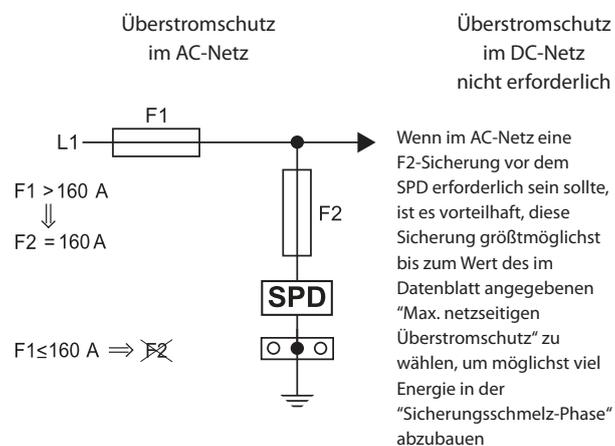 Überstromschutz
im AC-Netz
Überstromschutz
im DC-Netz
nicht erforderlich
F1
L1
F1 >160 A
⇓
F2 = 160 A
F2
SPD
F1≤160 A ⇒ F2
Wenn im AC-Netz eine
F2-Sicherung vor dem
SPD erforderlich sein sollte,
ist es vorteilhaft, diese
Sicherung größtmöglichst
bis zum Wert des im
Datenblatt angegebenen
“Max. netzseitigen
Überstromschutz“ zu
wählen, um möglichst viel
Energie in der
“Sicherungsschmelz-Phase“
abzubauen